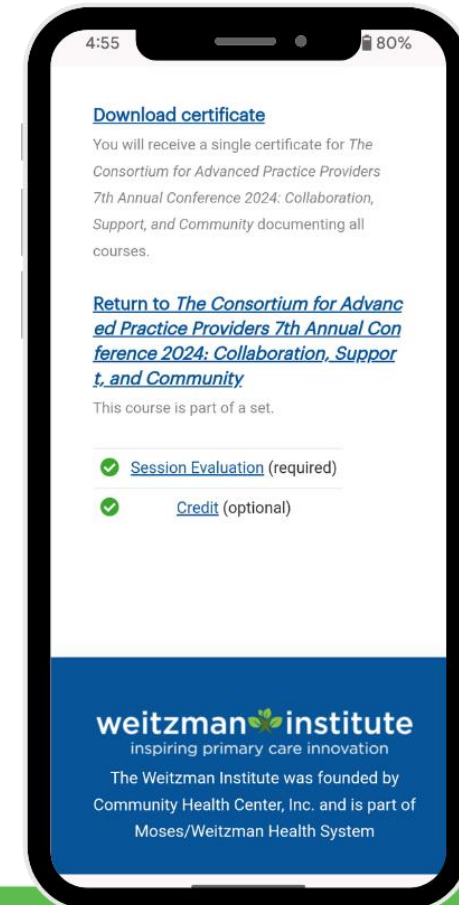 4:55
80%
Download certificate
You will receive a single certificate for The
Consortium for Advanced Practice Providers
7th Annual Conference 2024: Collaboration,
Support, and Community documenting all
courses.
Return to The Consortium for Advanc
ed Practice Providers 7th Annual Con
ference 2024: Collaboration, Suppor
t, and Community
This course is part of a set.
Session Evaluation (required)
Credit (optional)
weitzman institute
inspiring primary care innovation
The Weitzman Institute was founded by
Community Health Center, Inc. and is part of
Moses/Weitzman Health System